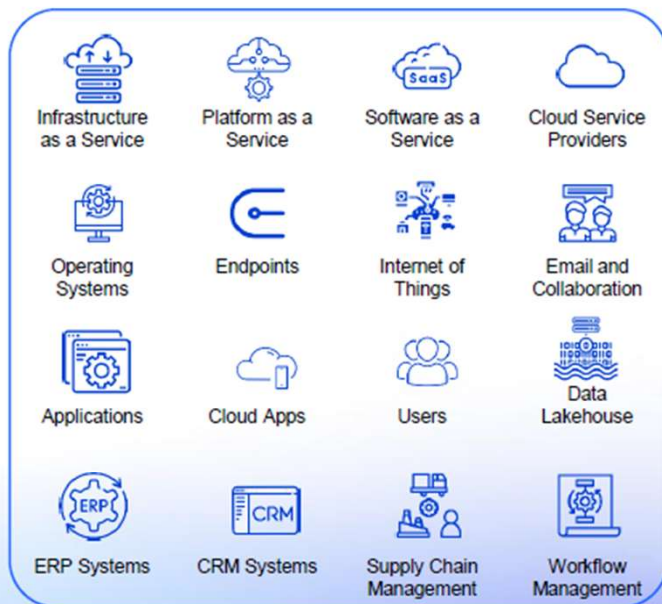 SaaS
Infrastructure
as a Service
Platform as a
Service
Software as a
Service
Cloud Service
Providers
Operating
Systems
Endpoints
Internet of
Things
Email and
Collaboration
Applications
Cloud Apps
Users
Data
Lakehouse
ERP
CRM
ERP Systems
CRM Systems
Supply Chain
Management
Workflow
Management